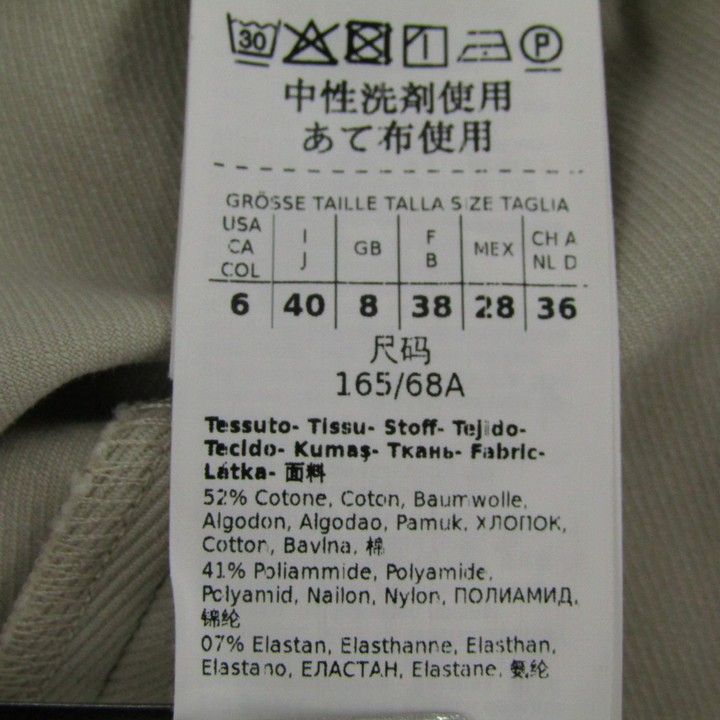 30 P
中性洗剤使用
あて布使用
GRÖSSE TAILLE TALLA SIZE TAGLIA
USA CA COL I J GB F B MEX CH A NL D
6 40 8 38 28 36
尺码
165/68A
Tessuto- Tissu- Stoff- Tejido-
Tecido- Kumaş- Ткань- Fabric-
Látka- 面料
52% Cotone, Coton, Baumwolle,
Algodon, Algodao, Pamuk, ХЛОПОК,
Cotton, Bavlna, 棉
41% Poliammide, Polyamide,
Polyamid, Nailon, Nylon, ПОЛИАМИД,
锦纶
07% Elastan, Elasthanne, Elasthan,
Elastano, ЕЛАСТАН, Elastane, 氨纶